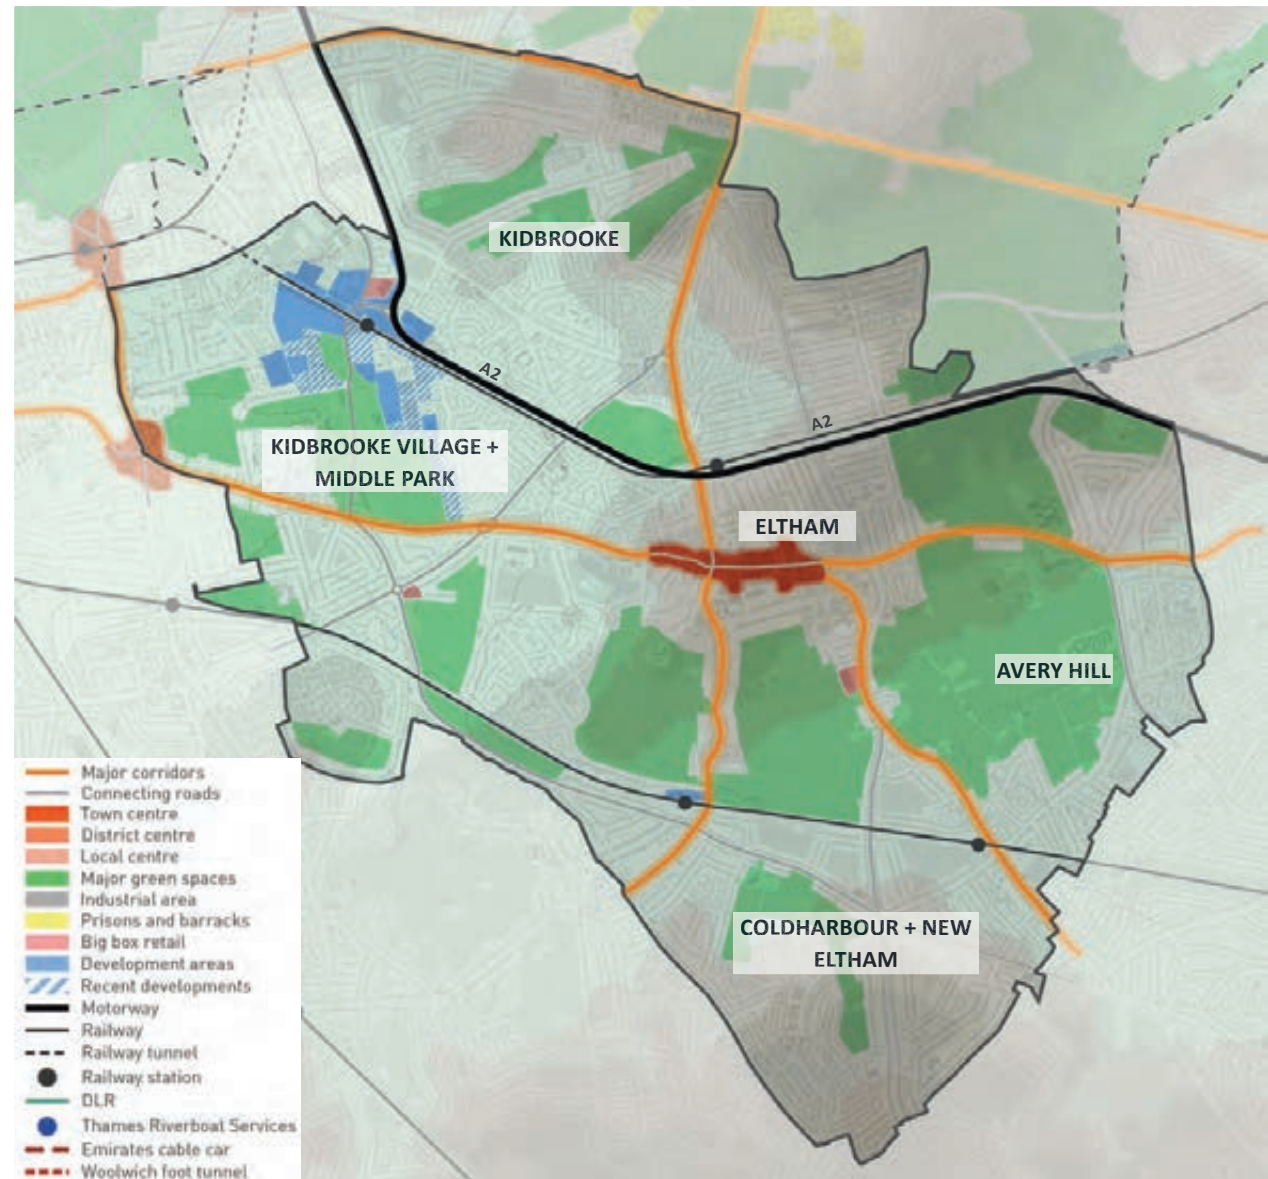 KIDBROOKE
A2
A2
KIDBROOKE VILLAGE +
MIDDLE PARK
ELTHAM
AVERY HILL
COLDHARBOUR + NEW
ELTHAM
Major corridors
Connecting roads
Town centre
District centre
Local centre
Major green spaces
Industrial area
Prisons and barracks
Big box retail
Development areas
Recent developments
Motorway
Railway
Railway tunnel
Railway station
DLR
Thames Riverboat Services
Emirates cable car
Woolwich foot tunnel